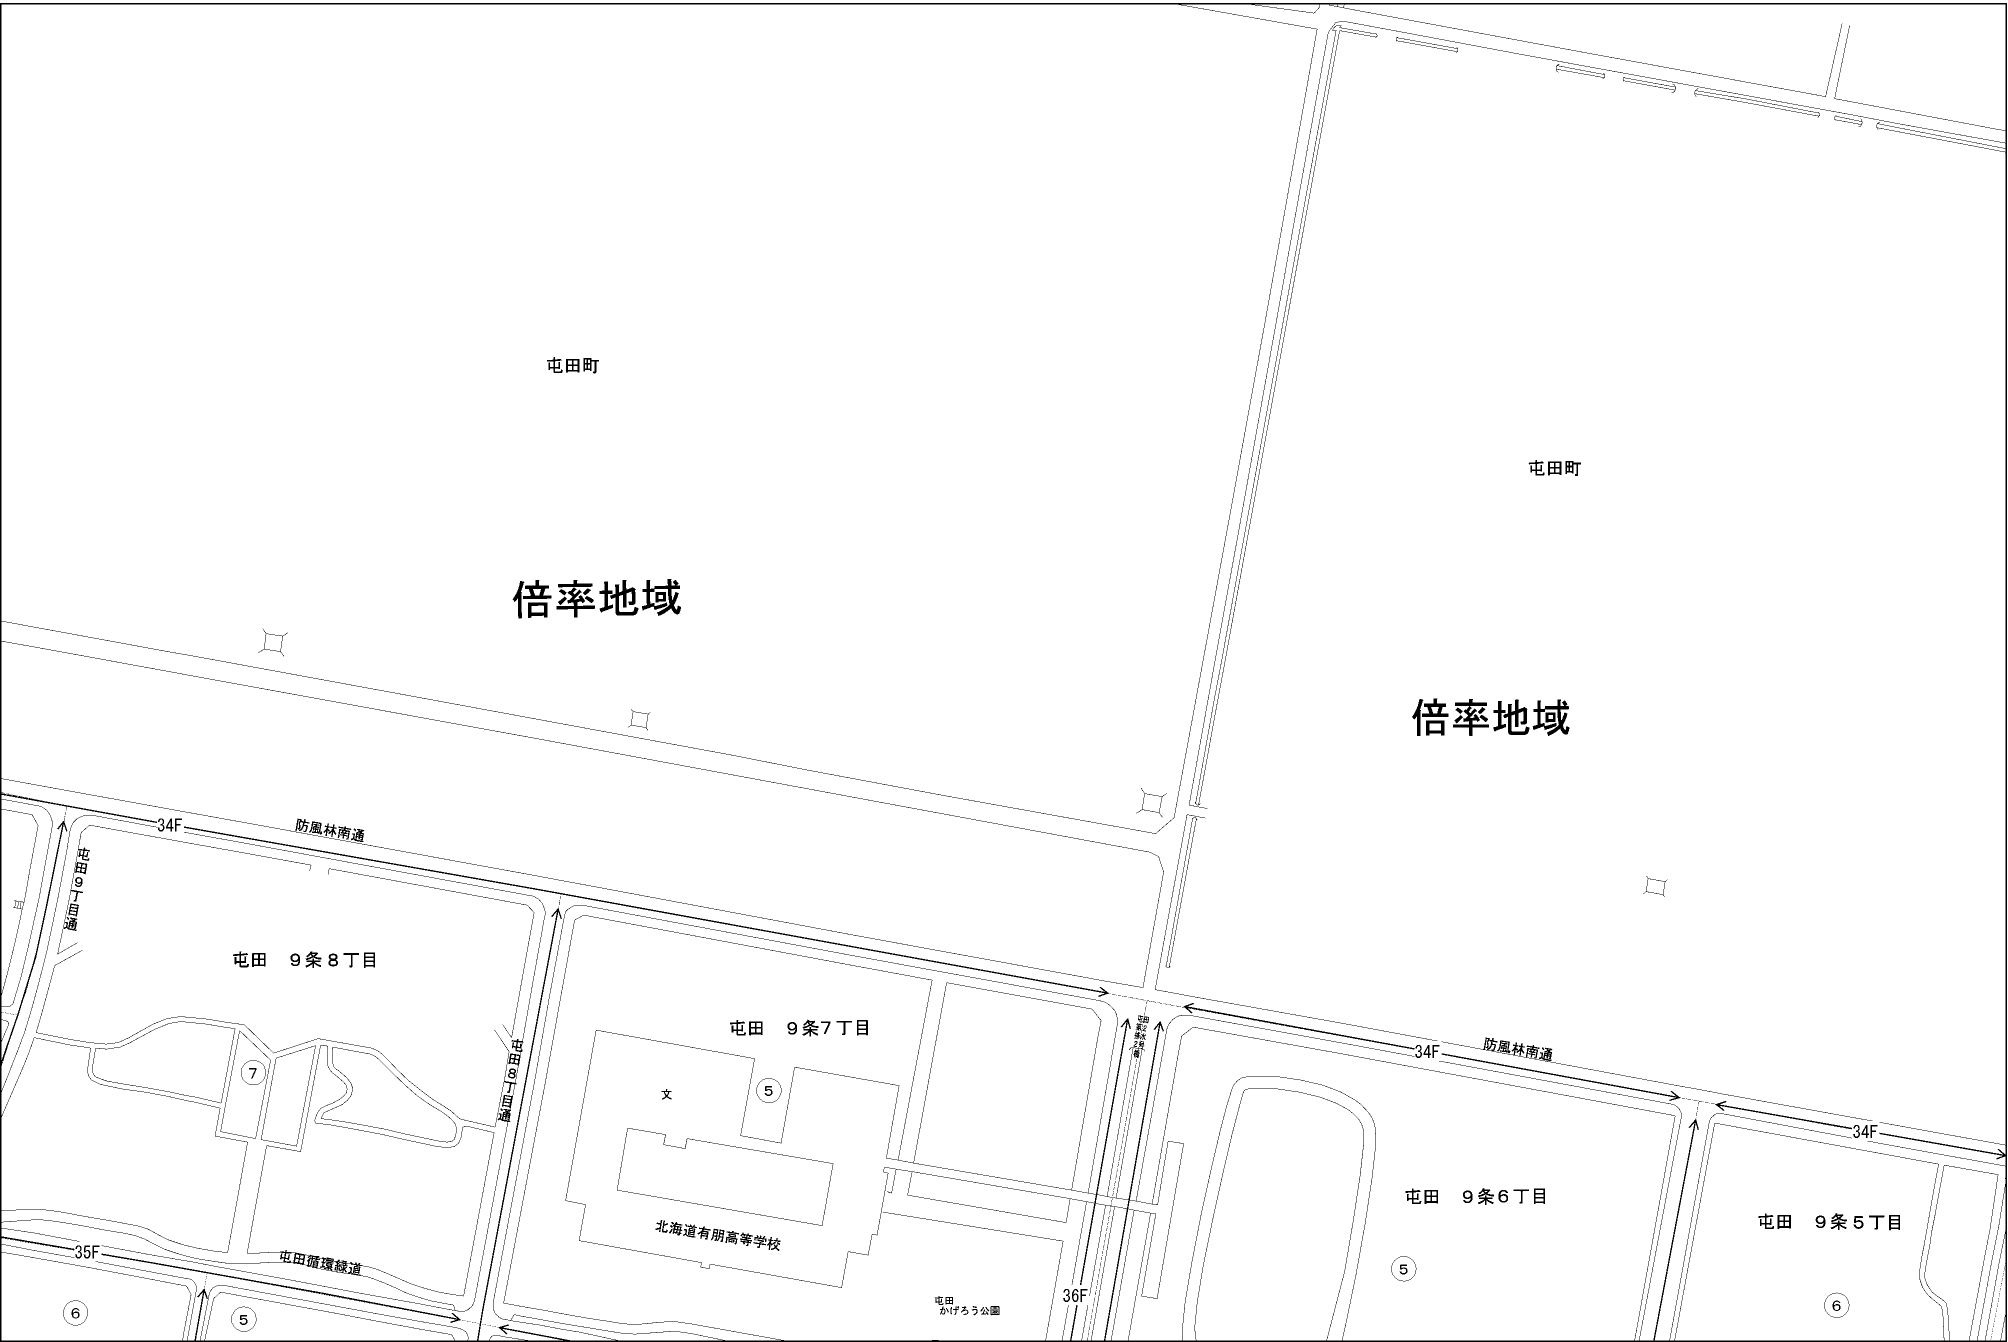 屯田町
屯田町
倍率地域
倍率地域
34F
防風林南通
屯田9丁目通
屯田　9条8丁目
屯田　9条7丁目
34F
防風林南通
屯田8丁目通
⑦
⑤
文
34F
屯田　9条6丁目
屯田　9条5丁目
北海道有朋高等学校
35F
屯田循環緑道
⑤
36F
屯田
かげろう公園
⑥
⑤
⑥